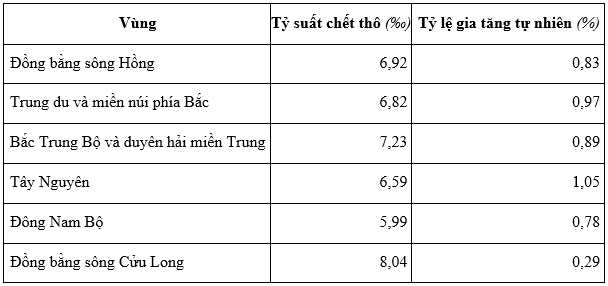 Vùng Tỷ suất chết thô (‰) Tỷ lệ gia tăng tự nhiên (%)
Đồng bằng sông Hồng 6,92 0,83
Trung du và miền núi phía Bắc 6,82 0,97
Bắc Trung Bộ và duyên hải miền Trung 7,23 0,89
Tây Nguyên 6,59 1,05
Đông Nam Bộ 5,99 0,78
Đồng bằng sông Cửu Long 8,04 0,29